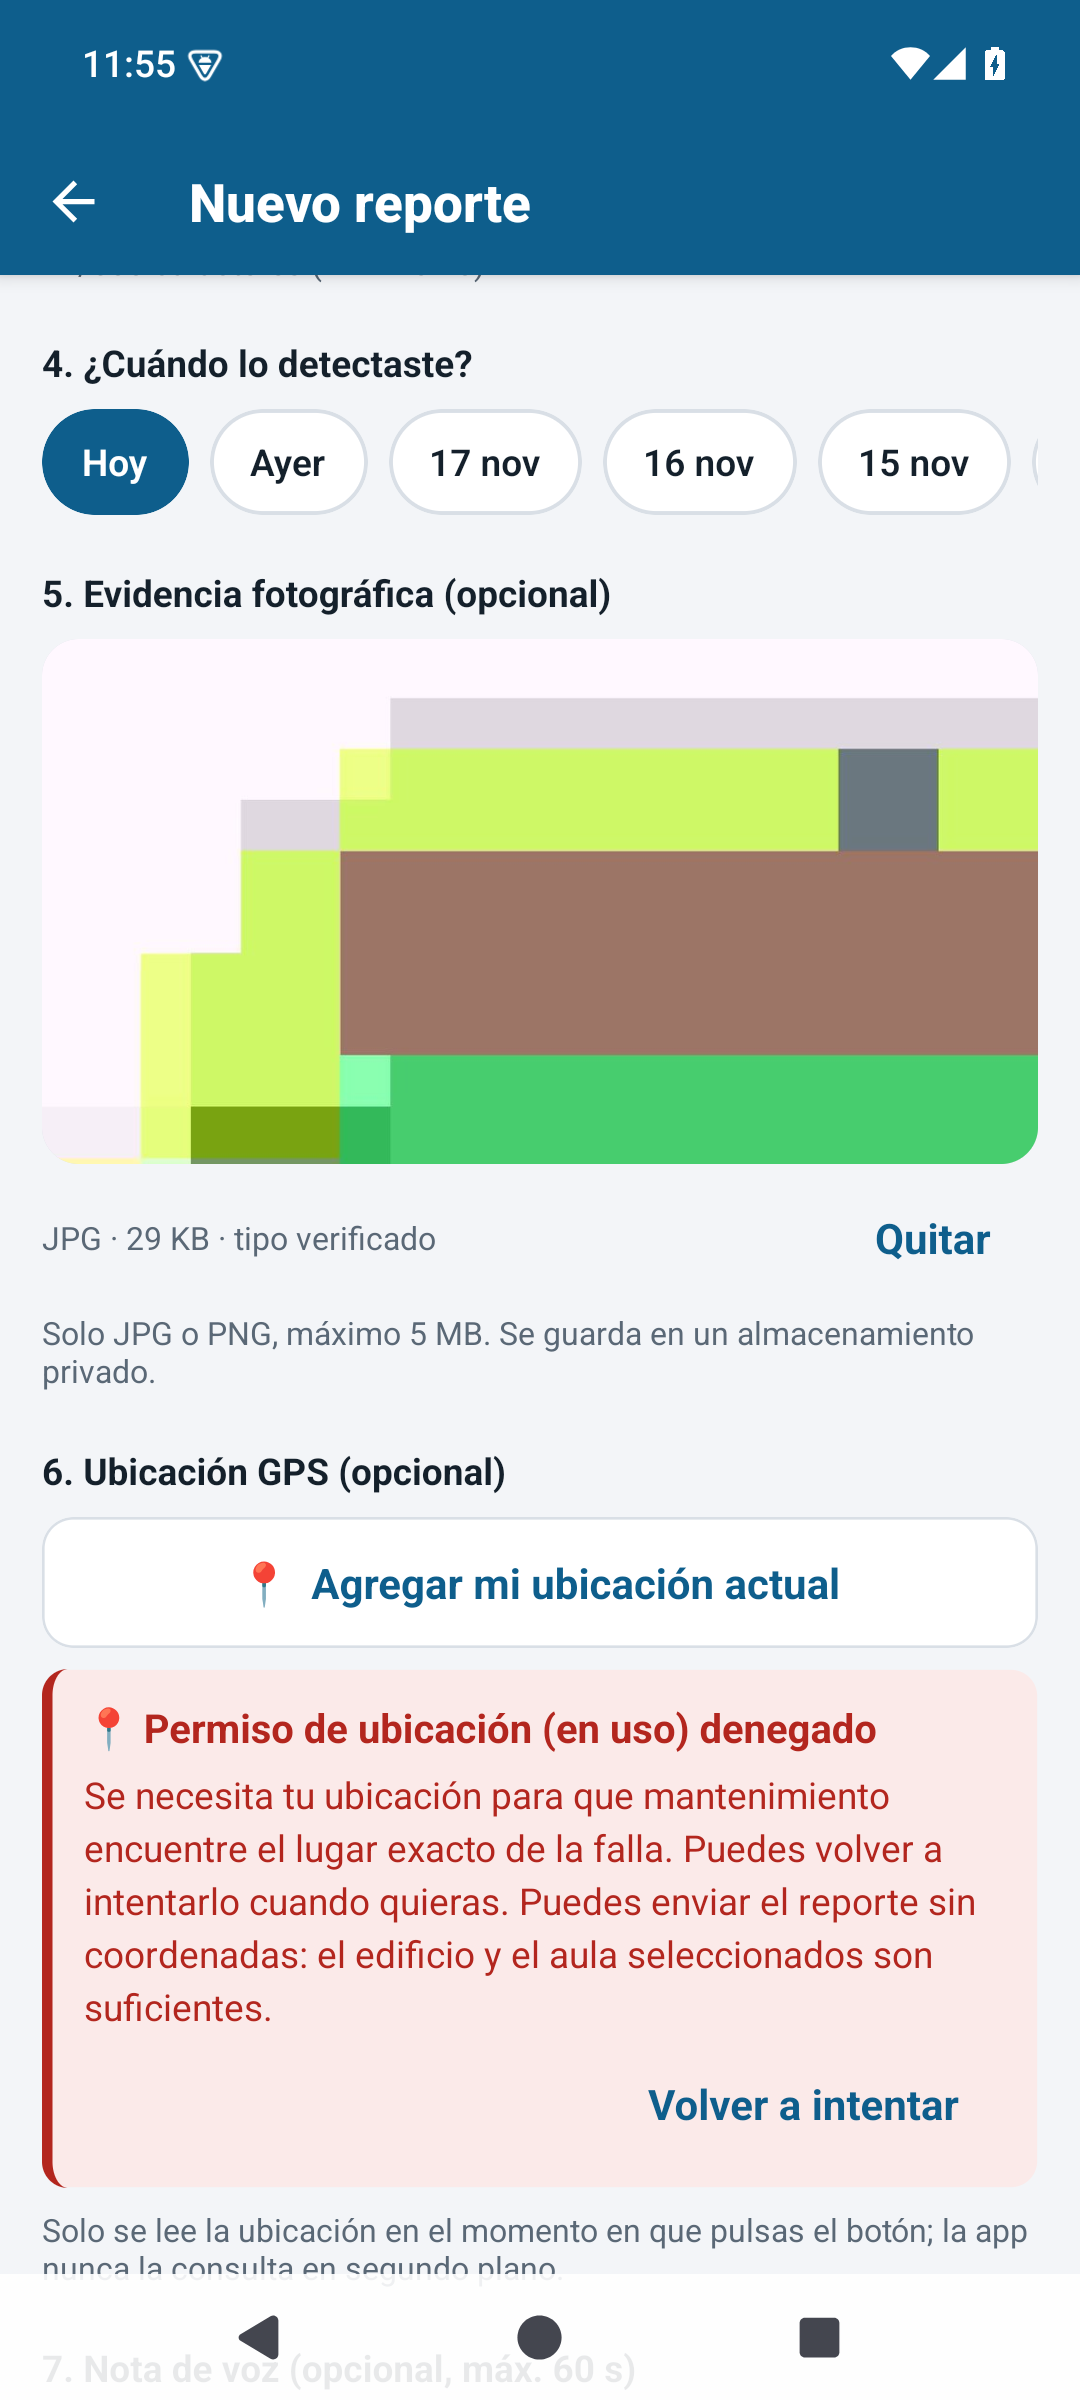 11:55
Nuevo reporte
4. ¿Cuándo lo detectaste?
Hoy
Ayer
17 nov
16 nov
15 nov
5. Evidencia fotográfica (opcional)
JPG · 29 KB · tipo verificado
Quitar
Solo JPG o PNG, máximo 5 MB. Se guarda en un almacenamiento
privado.
6. Ubicación GPS (opcional)
📍 Agregar mi ubicación actual
📍 Permiso de ubicación (en uso) denegado
Se necesita tu ubicación para que mantenimiento
encuentre el lugar exacto de la falla. Puedes volver a
intentarlo cuando quieras. Puedes enviar el reporte sin
coordenadas: el edificio y el aula seleccionados son
suficientes.
Volver a intentar
Solo se lee la ubicación en el momento en que pulsas el botón; la app
nunca la consulta en segundo plano.
7. Nota de voz (opcional, máx. 60 s)